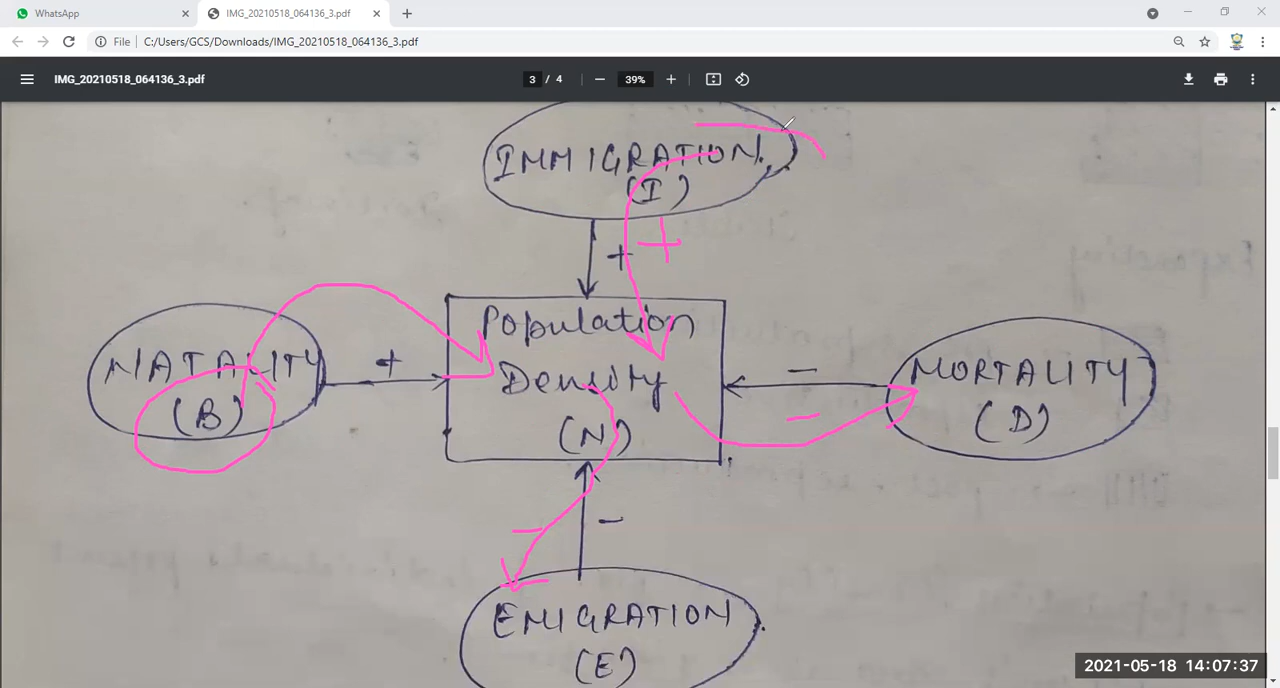 WhatsApp
IMG_20210518_064136_3.pdf
File C:/Users/GCS/Downloads/IMG_20210518_064136_3.pdf
IMG_20210518_064136_3.pdf
3 / 4
39%
IMMIGRATION
(I)
+
+
Population
Density
(N)
NATALITY
(B)
+
MORTALITY
(D)
-
-
-
-
EMIGRATION
(E)
2021-05-18 14:07:37